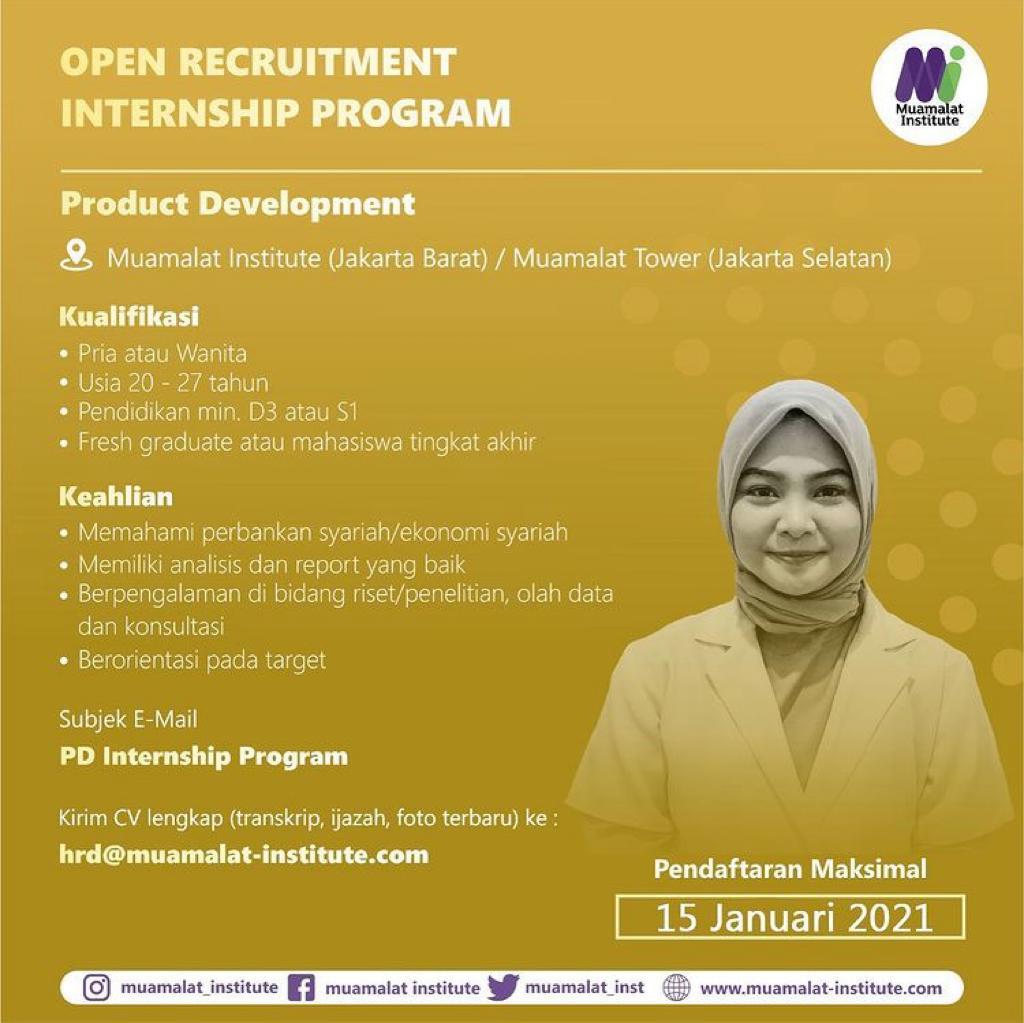 OPEN RECRUITMENT
INTERNSHIP PROGRAM
Muamalat
Institute
Product Development
Muamalat Institute (Jakarta Barat) / Muamalat Tower (Jakarta Selatan)
Kualifikasi
• Pria atau Wanita
• Usia 20 - 27 tahun
• Pendidikan min. D3 atau S1
• Fresh graduate atau mahasiswa tingkat akhir
Keahlian
• Memahami perbankan syariah/ekonomi syariah
• Memiliki analisis dan report yang baik
• Berpengalaman di bidang riset/penelitian, olah data
dan konsultasi
• Berorientasi pada target
Subjek E-Mail
PD Internship Program
Kirim CV lengkap (transkrip, ijazah, foto terbaru) ke :
hrd@muamalat-institute.com
Pendaftaran Maksimal
15 Januari 2021
muamalat_institute muamalat institute muamalat_inst www.muamalat-institute.com